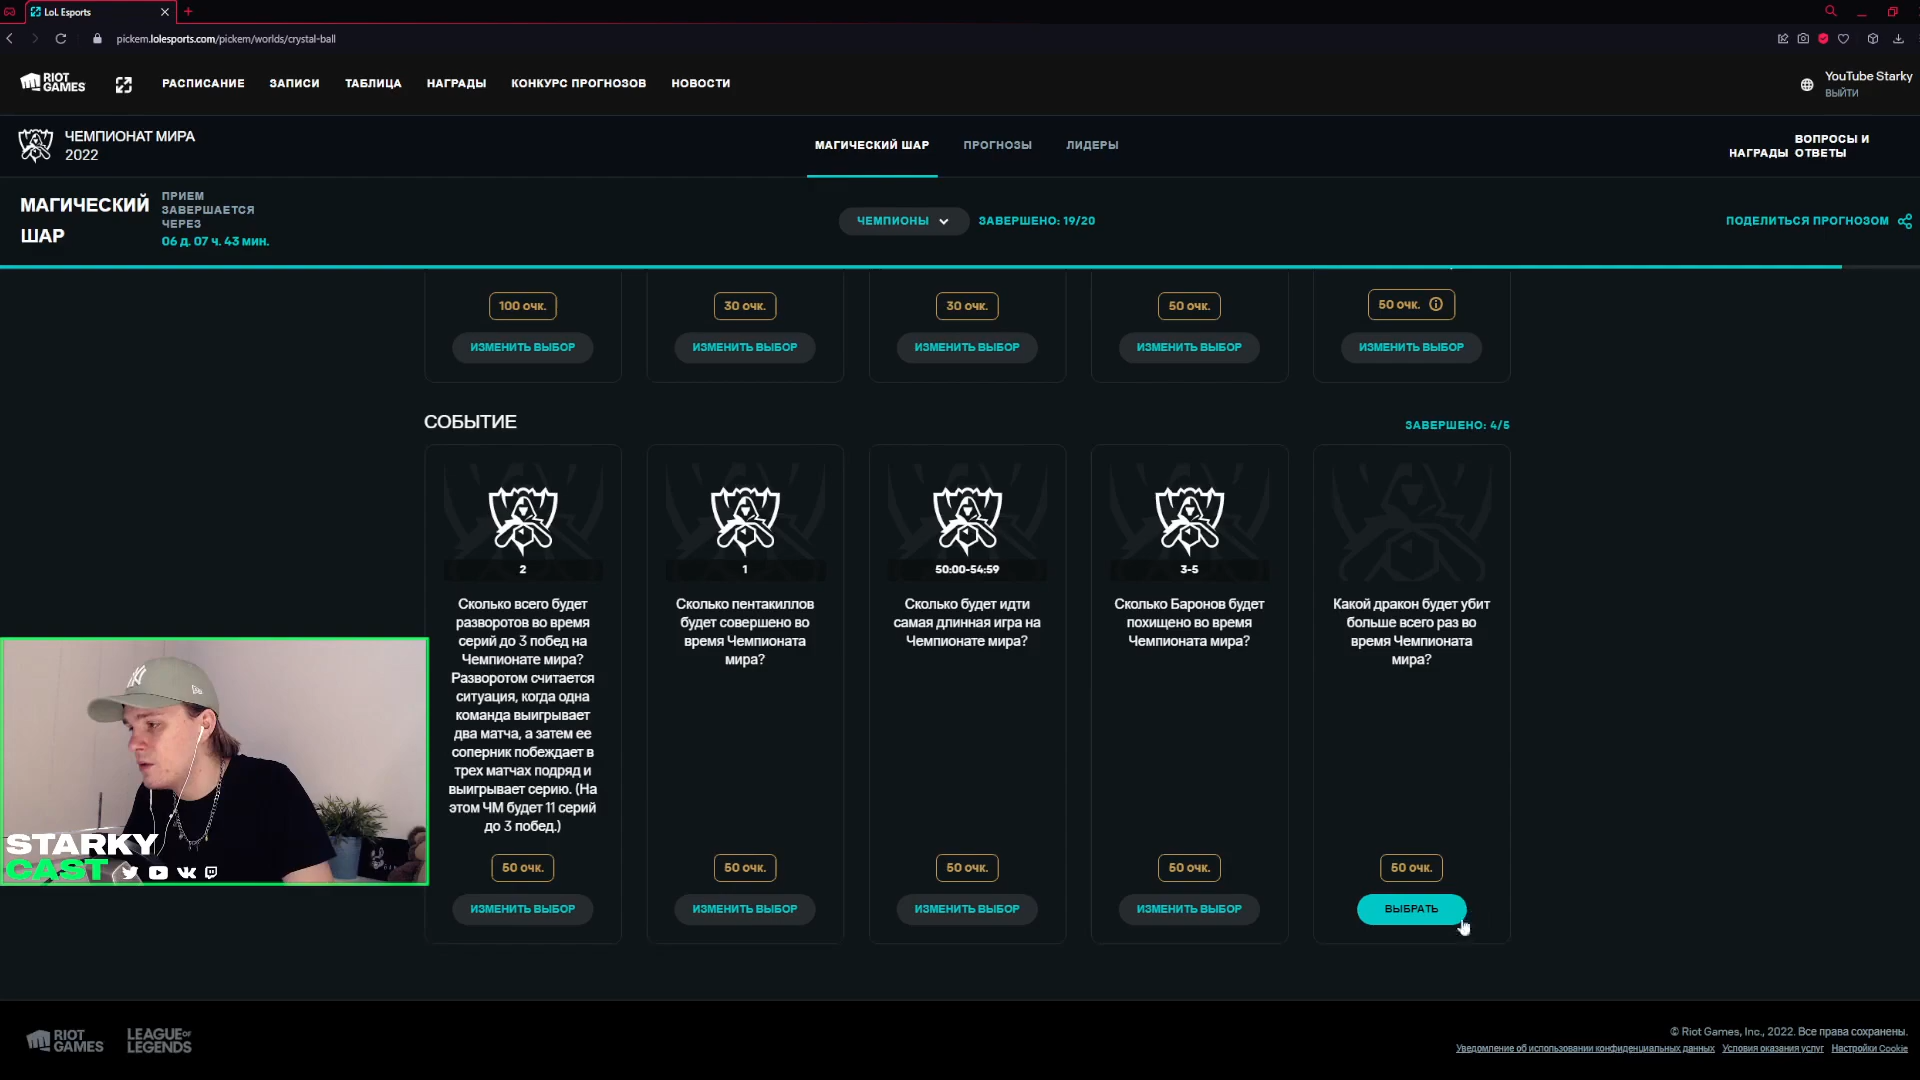 LoL Esports
pickem.lolesports.com/pickem/worlds/crystal-ball
RIOT GAMES
РАСПИСАНИЕ
ЗАПИСИ
ТАБЛИЦА
НАГРАДЫ
КОНКУРС ПРОГНОЗОВ
НОВОСТИ
YouTube Starky
ВЫЙТИ
ЧЕМПИОНАТ МИРА
2022
МАГИЧЕСКИЙ ШАР
ПРОГНОЗЫ
ЛИДЕРЫ
НАГРАДЫ
ВОПРОСЫ И
ОТВЕТЫ
МАГИЧЕСКИЙ
ШАР
ПРИЕМ
ЗАВЕРШАЕТСЯ
ЧЕРЕЗ
06 д. 07 ч. 43 мин.
ЧЕМПИОНЫ
ЗАВЕРШЕНО: 19/20
ПОДЕЛИТЬСЯ ПРОГНОЗОМ
100 очк.
30 очк.
30 очк.
50 очк.
50 очк.
ИЗМЕНИТЬ ВЫБОР
ИЗМЕНИТЬ ВЫБОР
ИЗМЕНИТЬ ВЫБОР
ИЗМЕНИТЬ ВЫБОР
ИЗМЕНИТЬ ВЫБОР
СОБЫТИЕ
ЗАВЕРШЕНО: 4/5
2
Сколько всего будет
разворотов во время
серий до 3 побед на
Чемпионате мира?
Разворотом считается
ситуация, когда одна
команда выигрывает
два матча, а затем ее
соперник побеждает в
трех матчах подряд и
выигрывает серию. (На
этом ЧМ будет 11 серий
до 3 побед.)
50 очк.
ИЗМЕНИТЬ ВЫБОР
1
Сколько пентакиллов
будет совершено во
время Чемпионата
мира?
50 очк.
ИЗМЕНИТЬ ВЫБОР
50:00-54:59
Сколько будет идти
самая длинная игра на
Чемпионате мира?
50 очк.
ИЗМЕНИТЬ ВЫБОР
3-5
Сколько Баронов будет
похищено во время
Чемпионата мира?
50 очк.
ИЗМЕНИТЬ ВЫБОР
Какой дракон будет убит
больше всего раз во
время Чемпионата
мира?
50 очк.
ВЫБРАТЬ
STARKY
CAST
RIOT GAMES
LEAGUE OF
LEGENDS
© Riot Games, Inc., 2022. Все права сохранены.
Уведомление об использовании конфиденциальных данных
Условия оказания услуг
Настройки Cookie